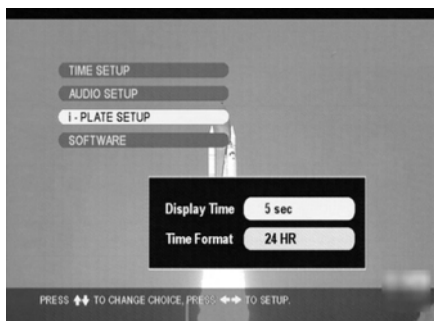 TIME SETUP
AUDIO SETUP
i - PLATE SETUP
SOFTWARE
Display Time 5 sec
Time Format 24 HR
PRESS ⬆⬇ TO CHANGE CHOICE, PRESS ⬅➡ TO SETUP.